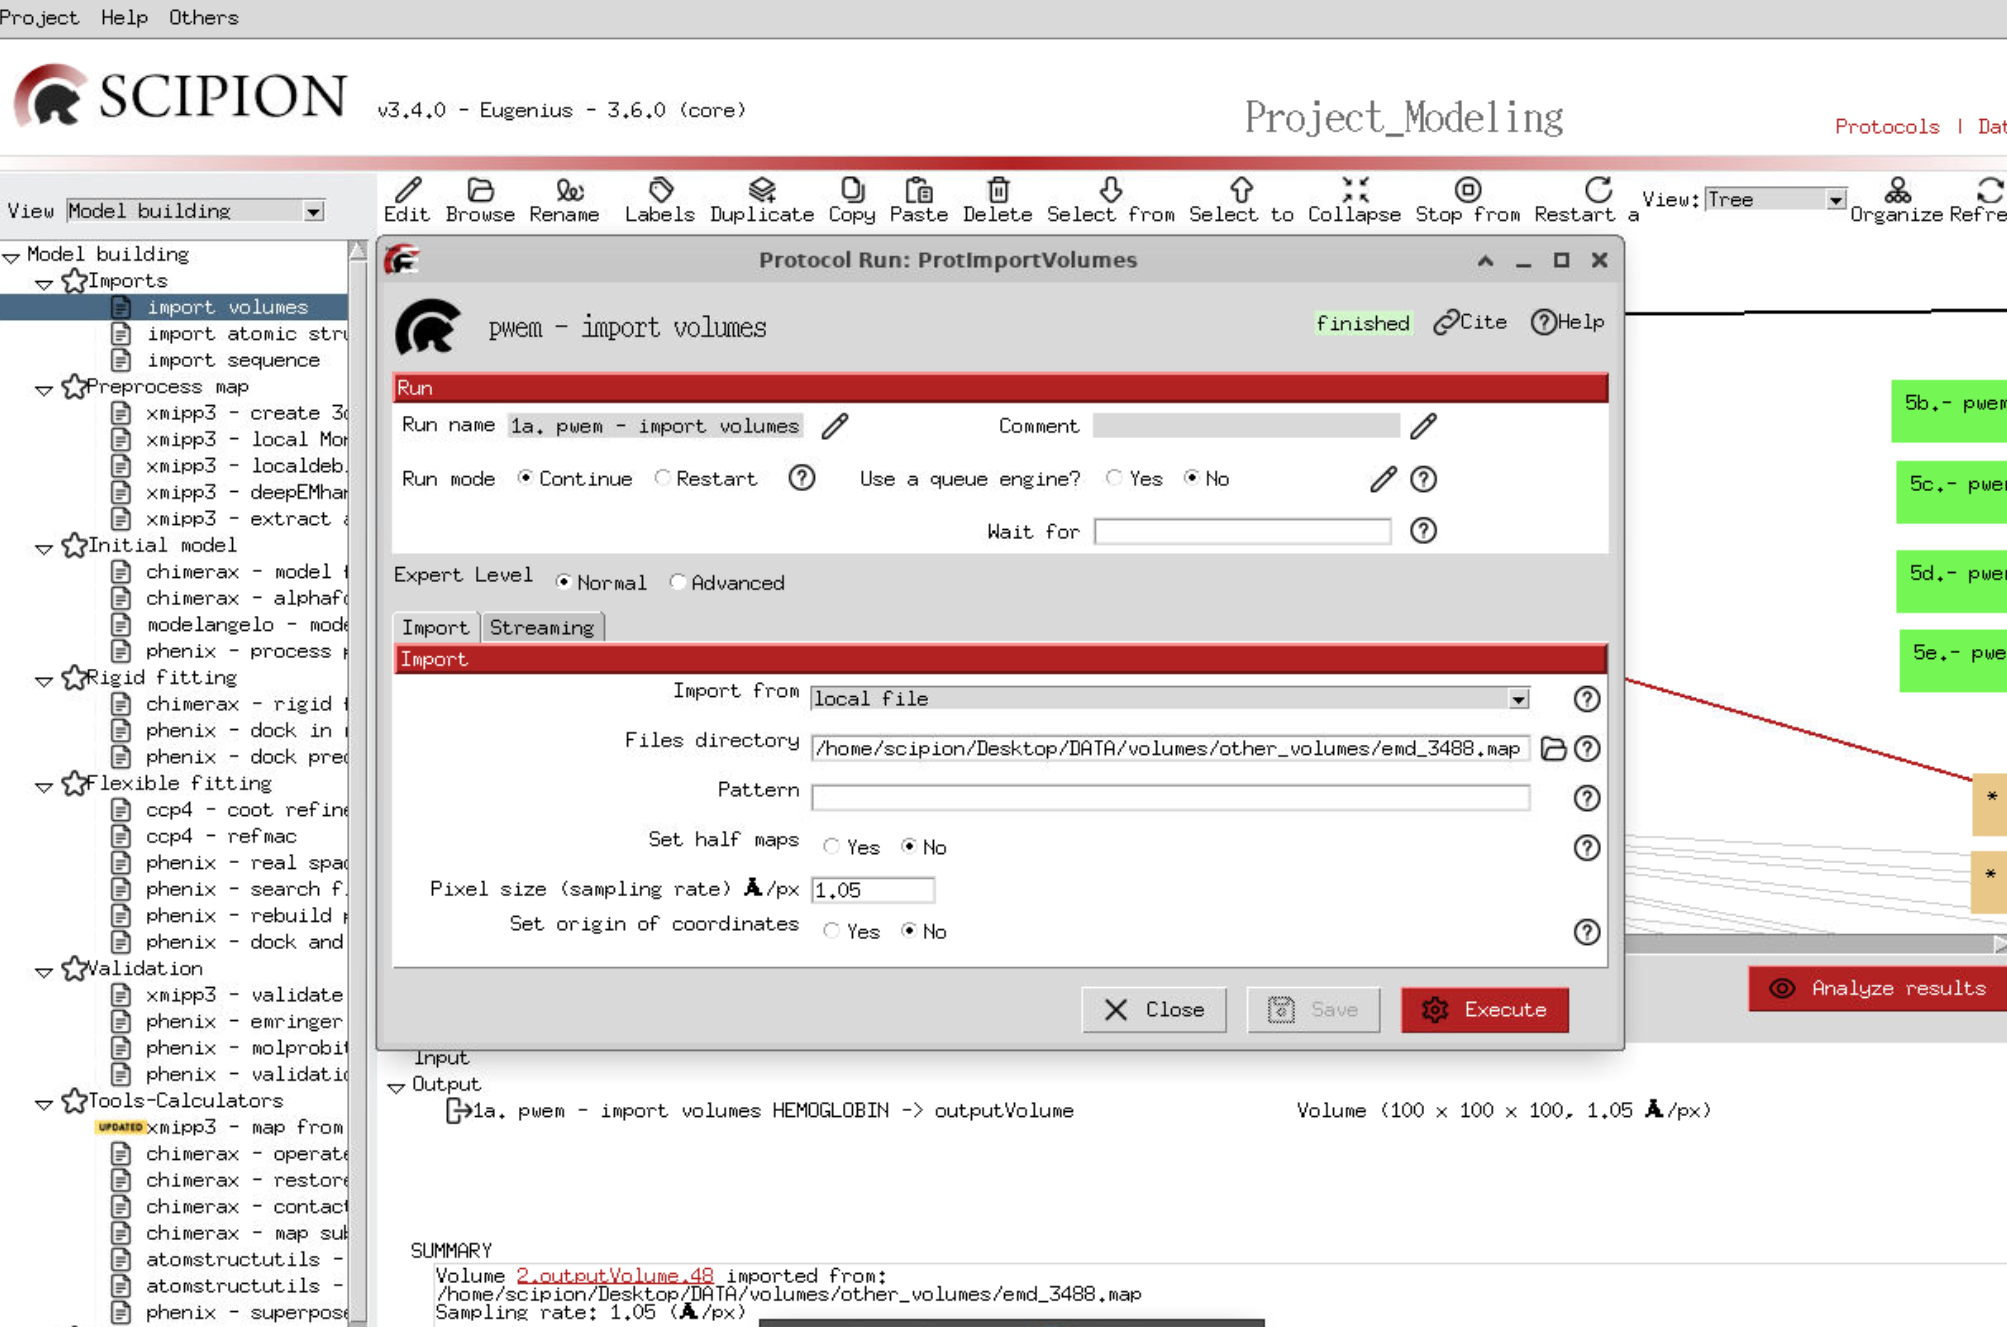 Project Help Others
SCIPION v3.4.0 - Eugenius - 3.6.0 (core)
Project_Modeling
Protocols |
View Model building
Edit Browse Rename Labels Duplicate Copy Paste Delete Select from Select to Collapse Stop from Restart a View: Tree Organize Refre
Model building
Imports
import volumes
import atomic stru
import sequence
Preprocess map
xmipp3 - create 3d
xmipp3 - local Mon
xmipp3 - localdeb.
xmipp3 - deepEMhan
xmipp3 - extract a
Initial model
chimerax - model f
chimerax - alphafo
modelangelo - mode
phenix - process p
Rigid fitting
chimerax - rigid f
phenix - dock in m
phenix - dock pred
Flexible fitting
ccp4 - coot refine
ccp4 - refmac
phenix - real spac
phenix - search f.
phenix - rebuild p
phenix - dock and
Validation
xmipp3 - validate
phenix - emringer
phenix - molprobit
phenix - validatio
Tools-Calculators
UPDATED xmipp3 - map from
chimerax - operate
chimerax - restore
chimerax - contact
chimerax - map sub
atomstructutils -
atomstructutils -
phenix - superpose
Protocol Run: ProtImportVolumes
pwem - import volumes
finished Cite Help
Run
Run name 1a. pwem - import volumes Comment
Run mode Continue Restart Use a queue engine? Yes No
Wait for
Expert Level Normal Advanced
Import Streaming
Import
Import from local file
Files directory /home/scipion/Desktop/DATA/volumes/other_volumes/emd_3488.map
Pattern
Set half maps Yes No
Pixel size (sampling rate) Å/px 1.05
Set origin of coordinates Yes No
Close Save Execute
5b.- pwem
5c.- pwem
5d.- pwem
5e.- pwe
*
*
Analyze results
Input
Output
1a. pwem - import volumes HEMOGLOBIN -> outputVolume Volume (100 x 100 x 100, 1.05 Å/px)
SUMMARY
Volume 2.outputVolume.48 imported from:
/home/scipion/Desktop/DATA/volumes/other_volumes/emd_3488.map
Sampling rate: 1.05 (Å/px)